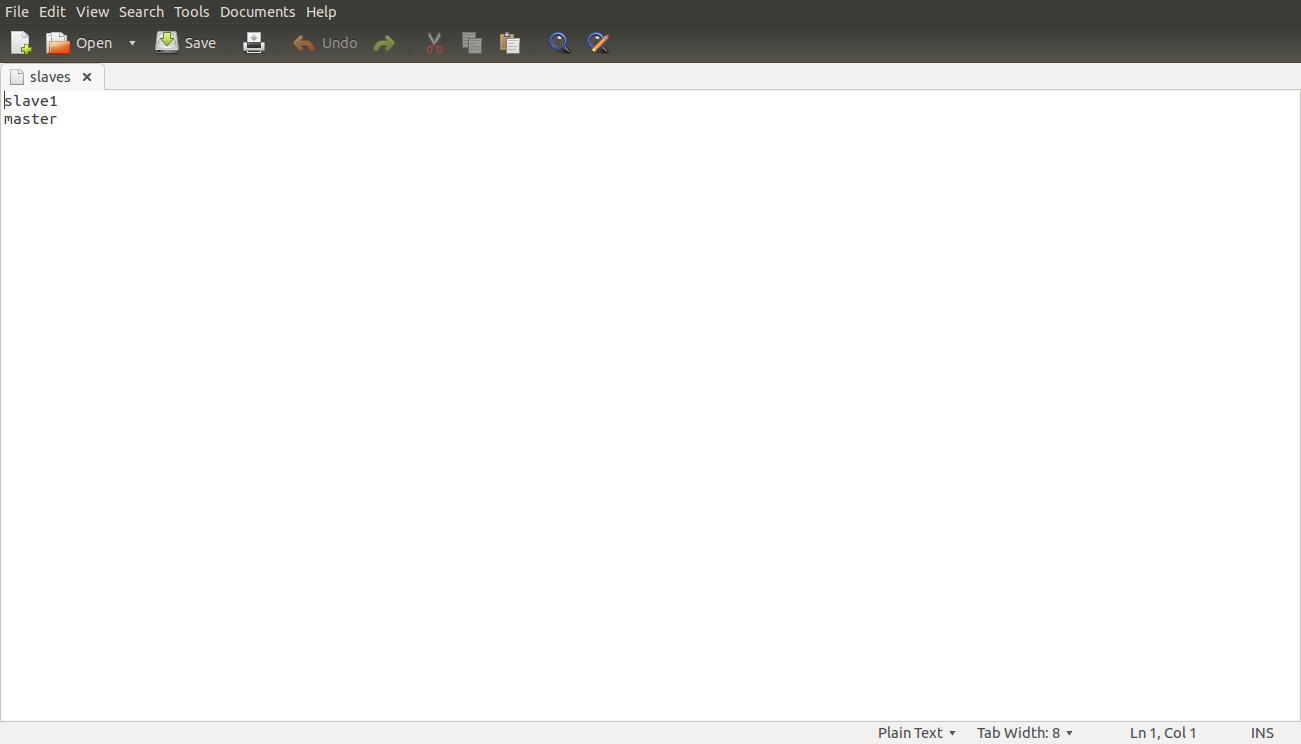 File Edit View Search Tools Documents Help
Open Save Undo
slaves
slave1
master
Plain Text Tab Width: 8 Ln 1, Col 1 INS